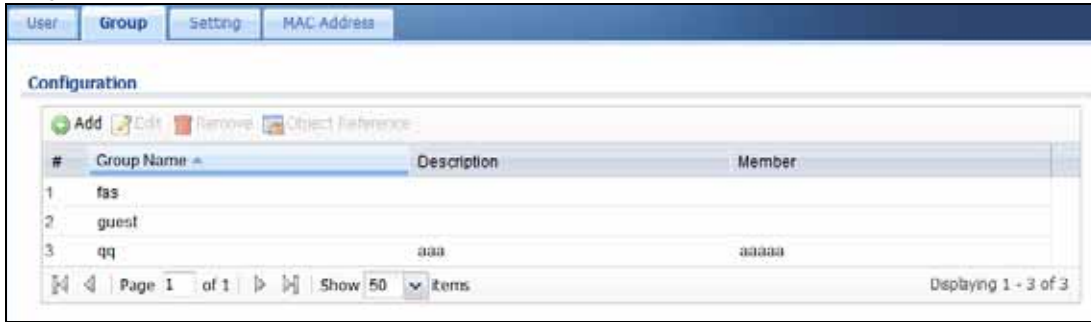 User Group Setting MAC Address
Configuration
Add Edit Remove Object Reference
# Group Name Description Member
1 fas
2 guest
3 qq aaa aaaaa
Page 1 of 1 Show 50 items Displaying 1 - 3 of 3